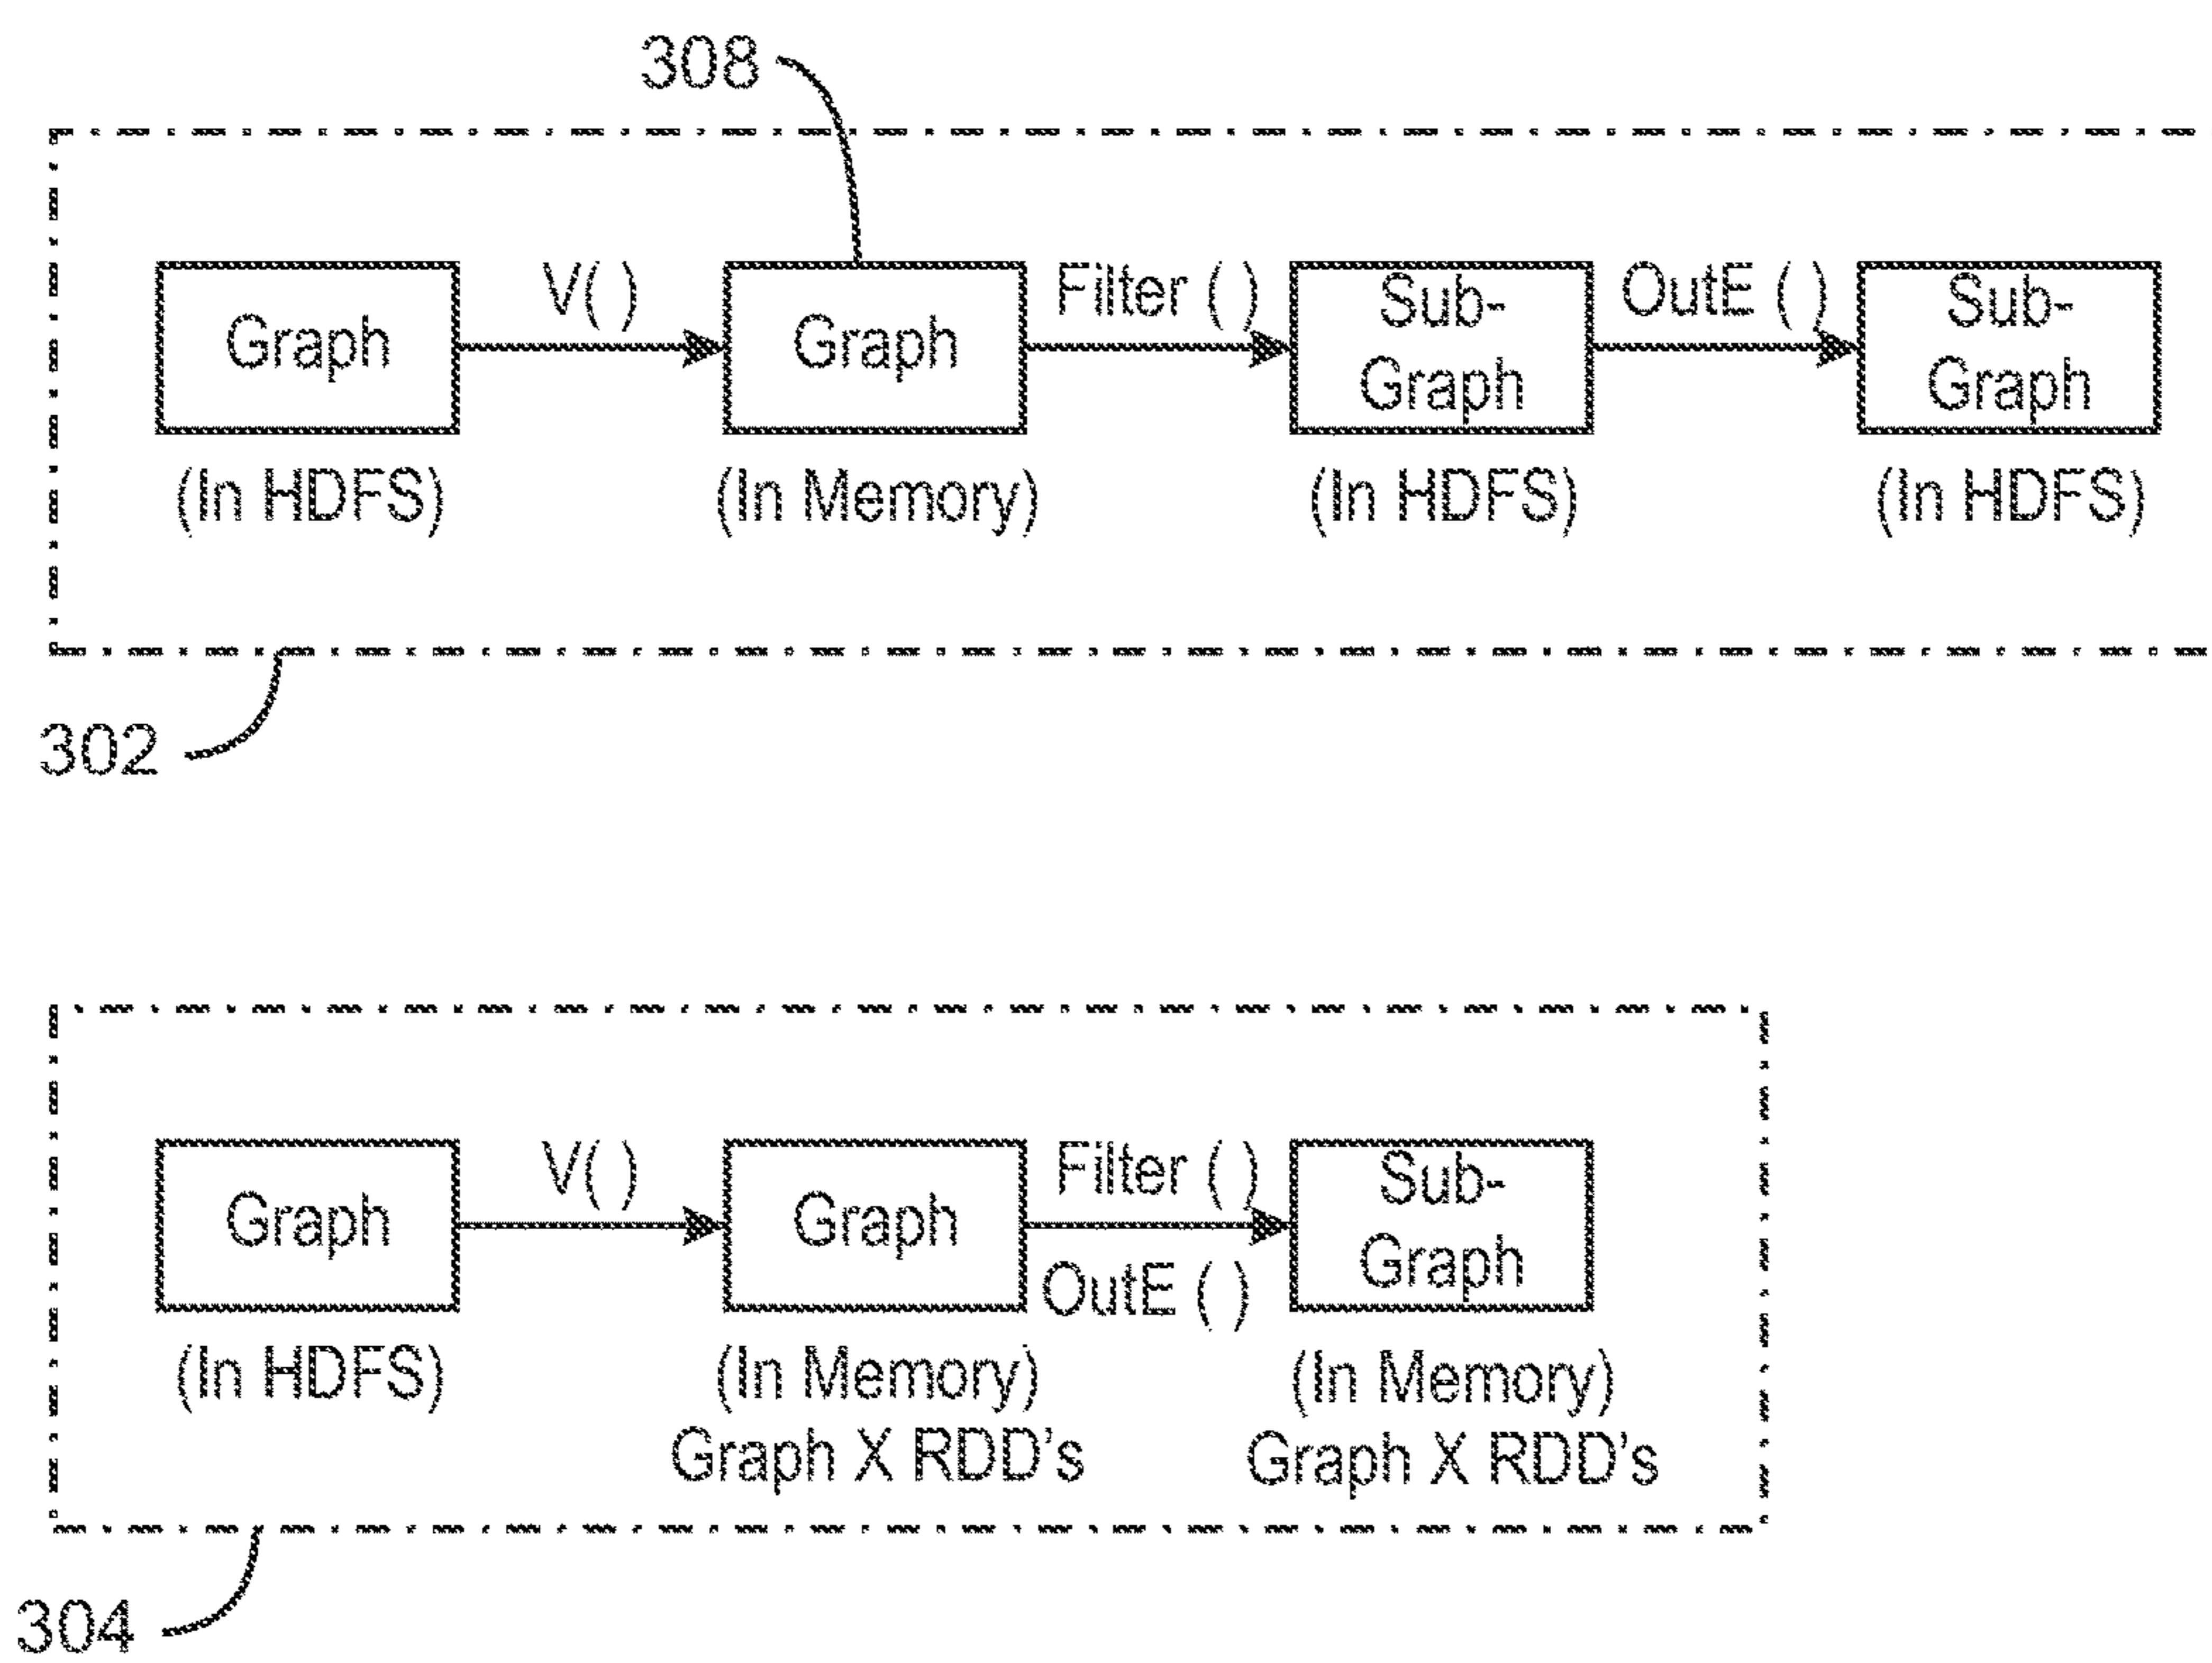 308
V( )
Filter ( )
OutE ( )
Graph
Graph
Sub-
Graph
Sub-
Graph
(In HDFS)
(In Memory)
(In HDFS)
(In HDFS)
302
V( )
Filter ( )
Graph
Graph
Sub-
Graph
OutE ( )
(In HDFS)
(In Memory)
Graph X RDD's
(In Memory)
Graph X RDD's
304